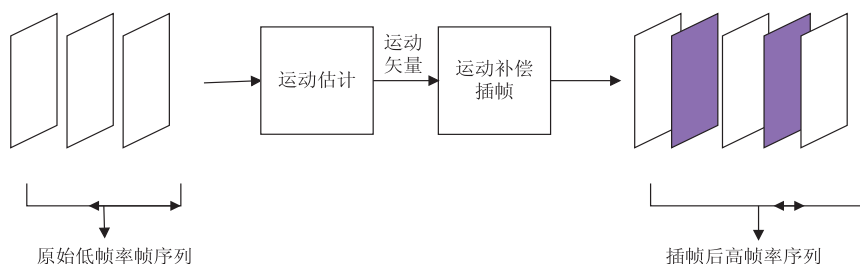 运动估计
运动
矢量
运动补偿
插帧
原始低帧率帧序列
插帧后高帧率序列